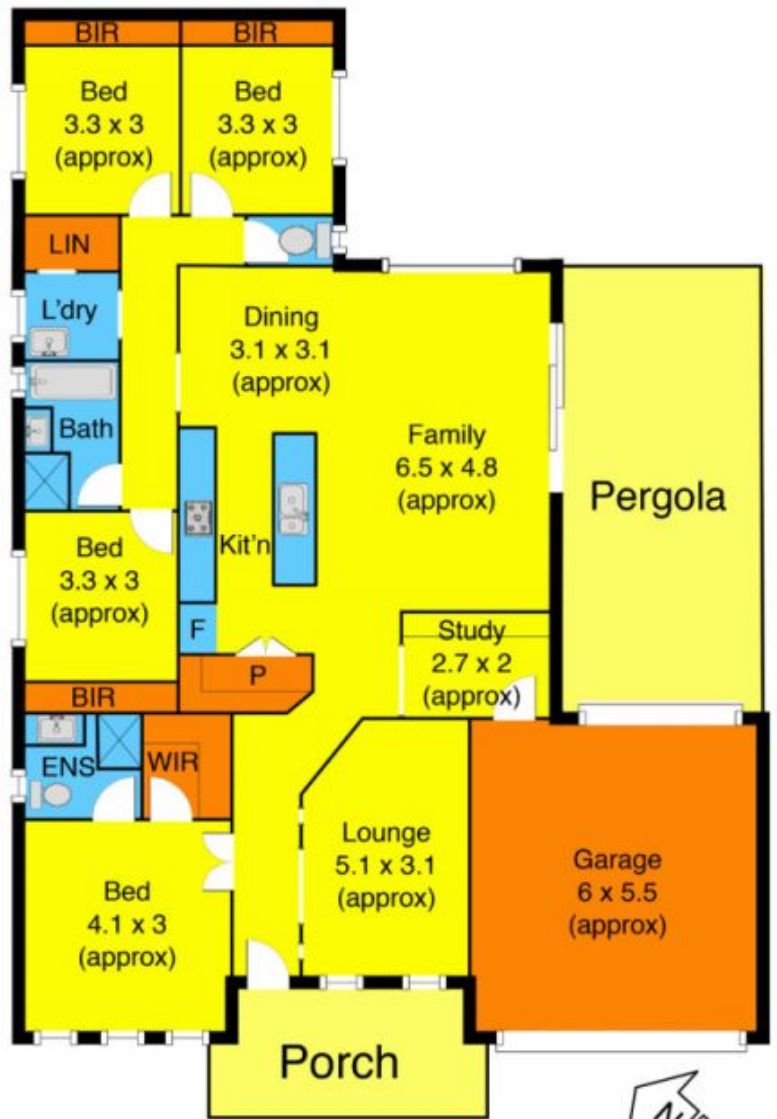 BIR
BIR
Bed
3.3 x 3
(approx)
Bed
3.3 x 3
(approx)
LIN
L'dry
Bath
Dining
3.1 x 3.1
(approx)
Family
6.5 x 4.8
(approx)
Pergola
Kit'n
Bed
3.3 x 3
(approx)
F
Study
2.7 x 2
(approx)
P
BIR
ENS
WIR
Lounge
5.1 x 3.1
(approx)
Garage
6 x 5.5
(approx)
Bed
4.1 x 3
(approx)
Porch